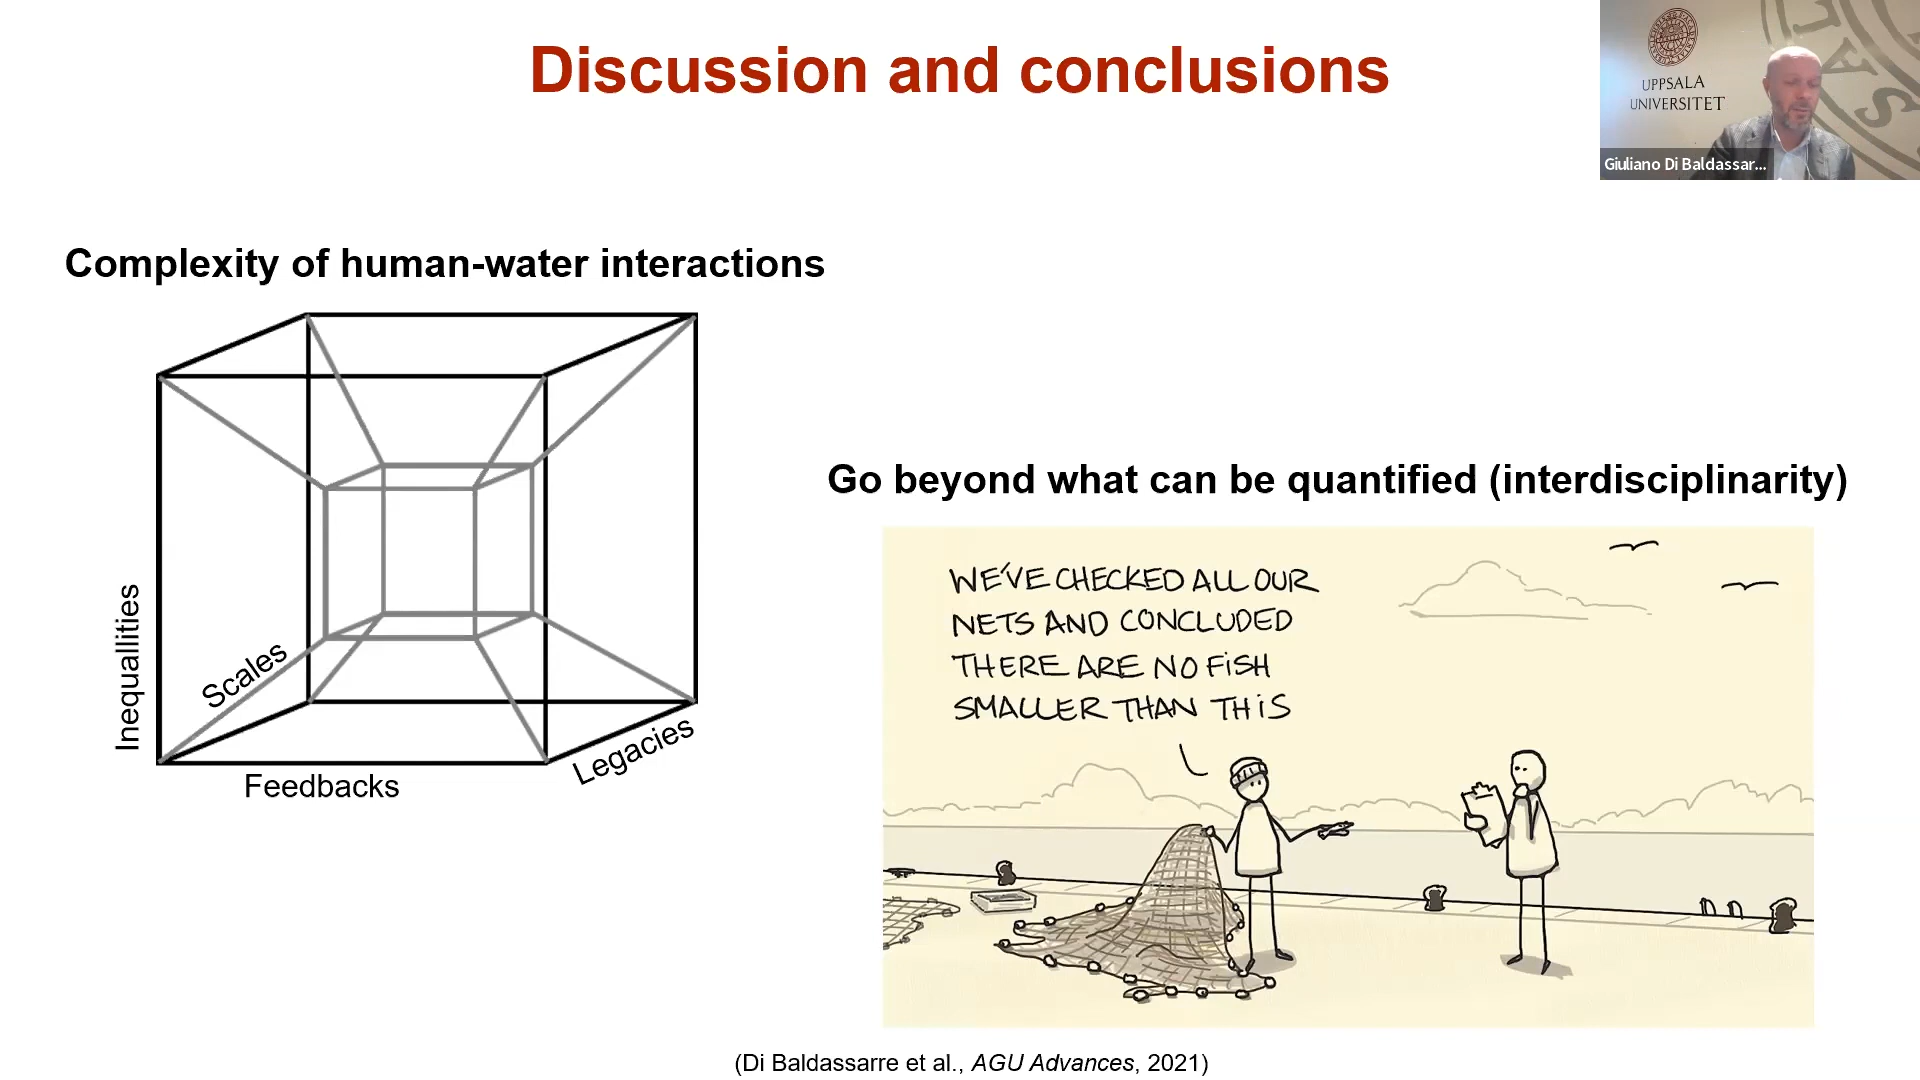 Discussion and conclusions
UPPSALA
UNIVERSITET
Giuliano Di Baldassar...
Complexity of human-water interactions
Inequallities
Scales
Feedbacks
Legacies
Go beyond what can be quantified (interdisciplinarity)
WE'VE CHECKED ALL OUR
NETS AND CONCLUDED
THERE ARE NO FISH
SMALLER THAN THIS
(Di Baldassarre et al., AGU Advances, 2021)